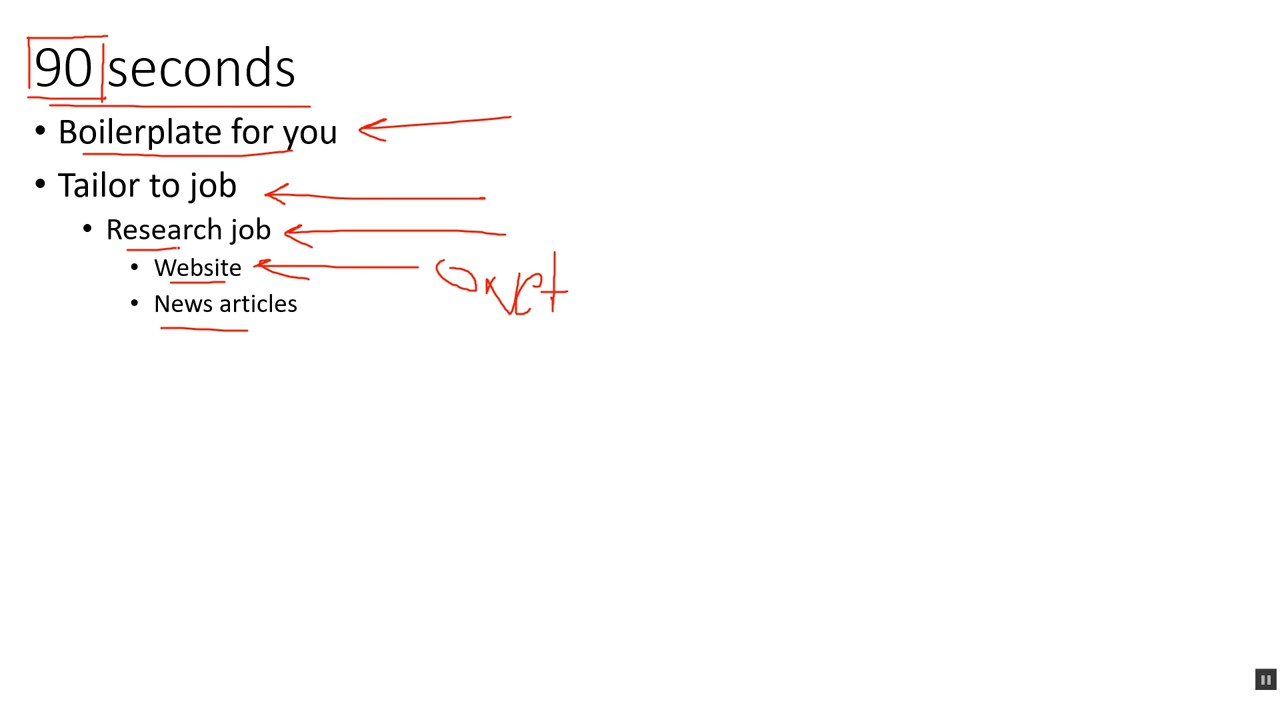 90 seconds
• Boilerplate for you
• Tailor to job
• Research job
• Website
• News articles